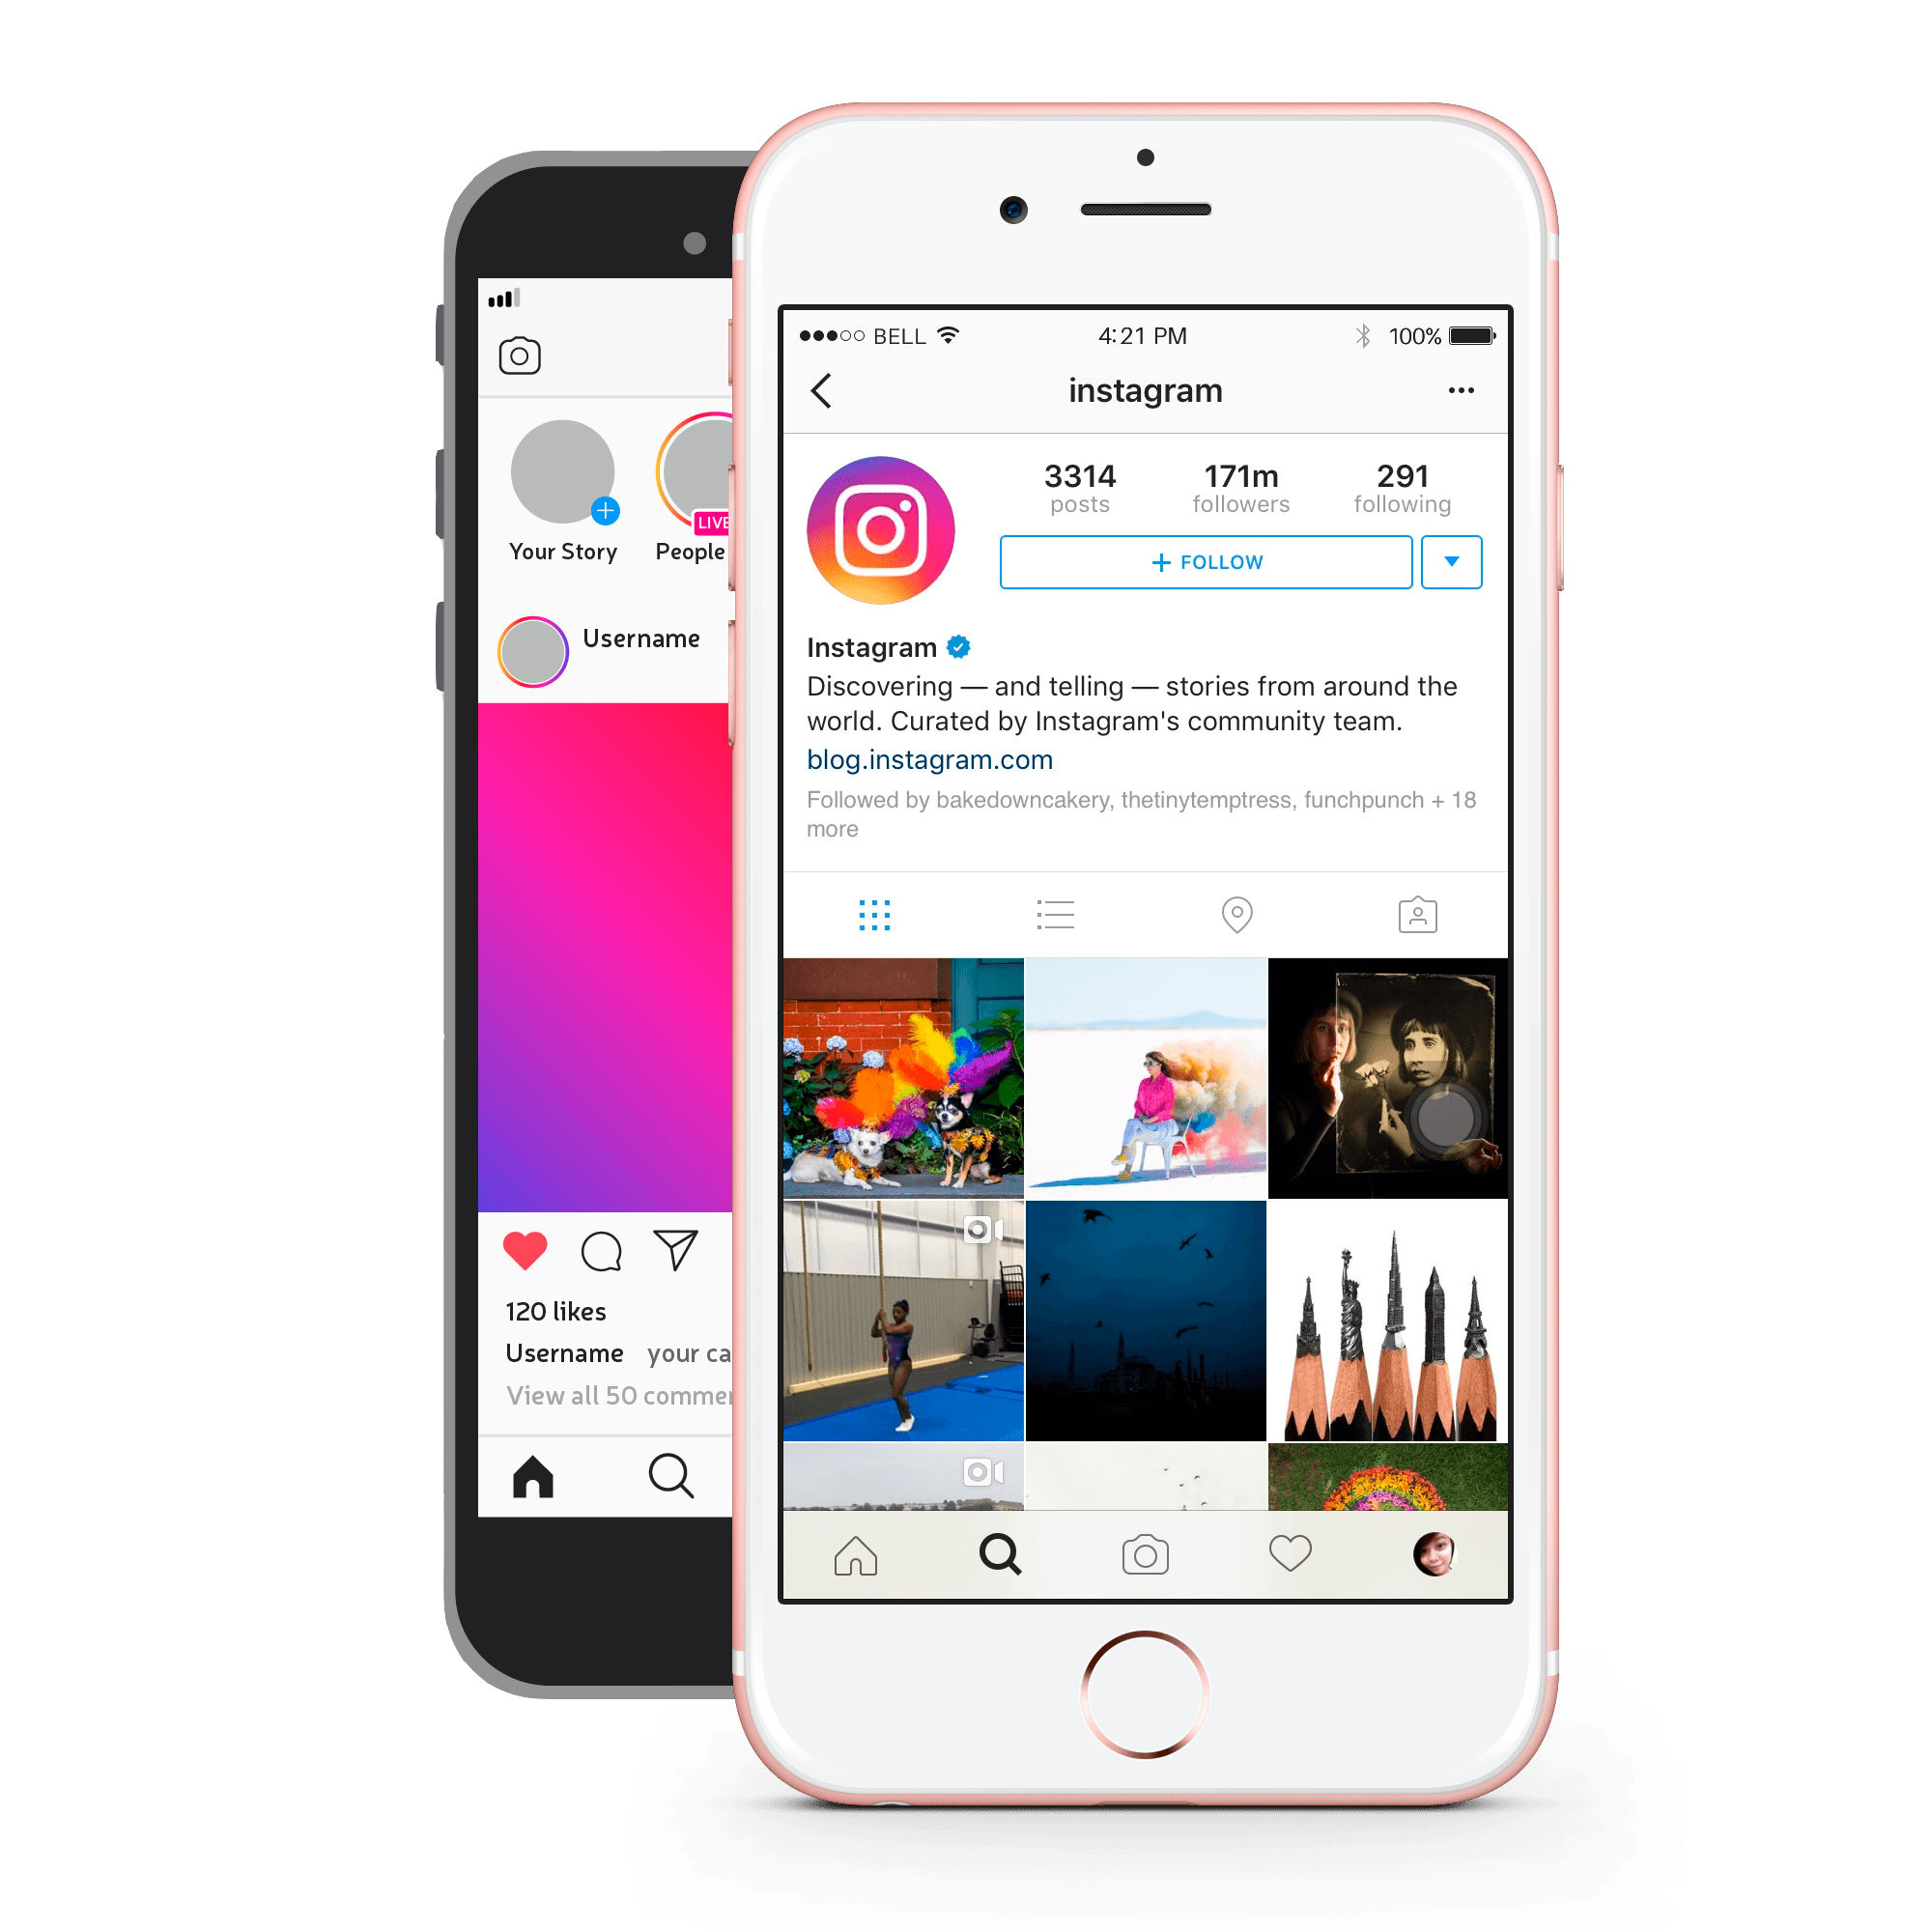 LIVE
Your Story
People
Username
120 likes
Username your ca
View all 50 commen
BELL 4:21 PM 100%
instagram
3314 171m 291
posts followers following
+ FOLLOW
Instagram
Discovering — and telling — stories from around the
world. Curated by Instagram's community team.
blog.instagram.com
Followed by bakedowncakery, thetinytemptress, funchpunch + 18
more